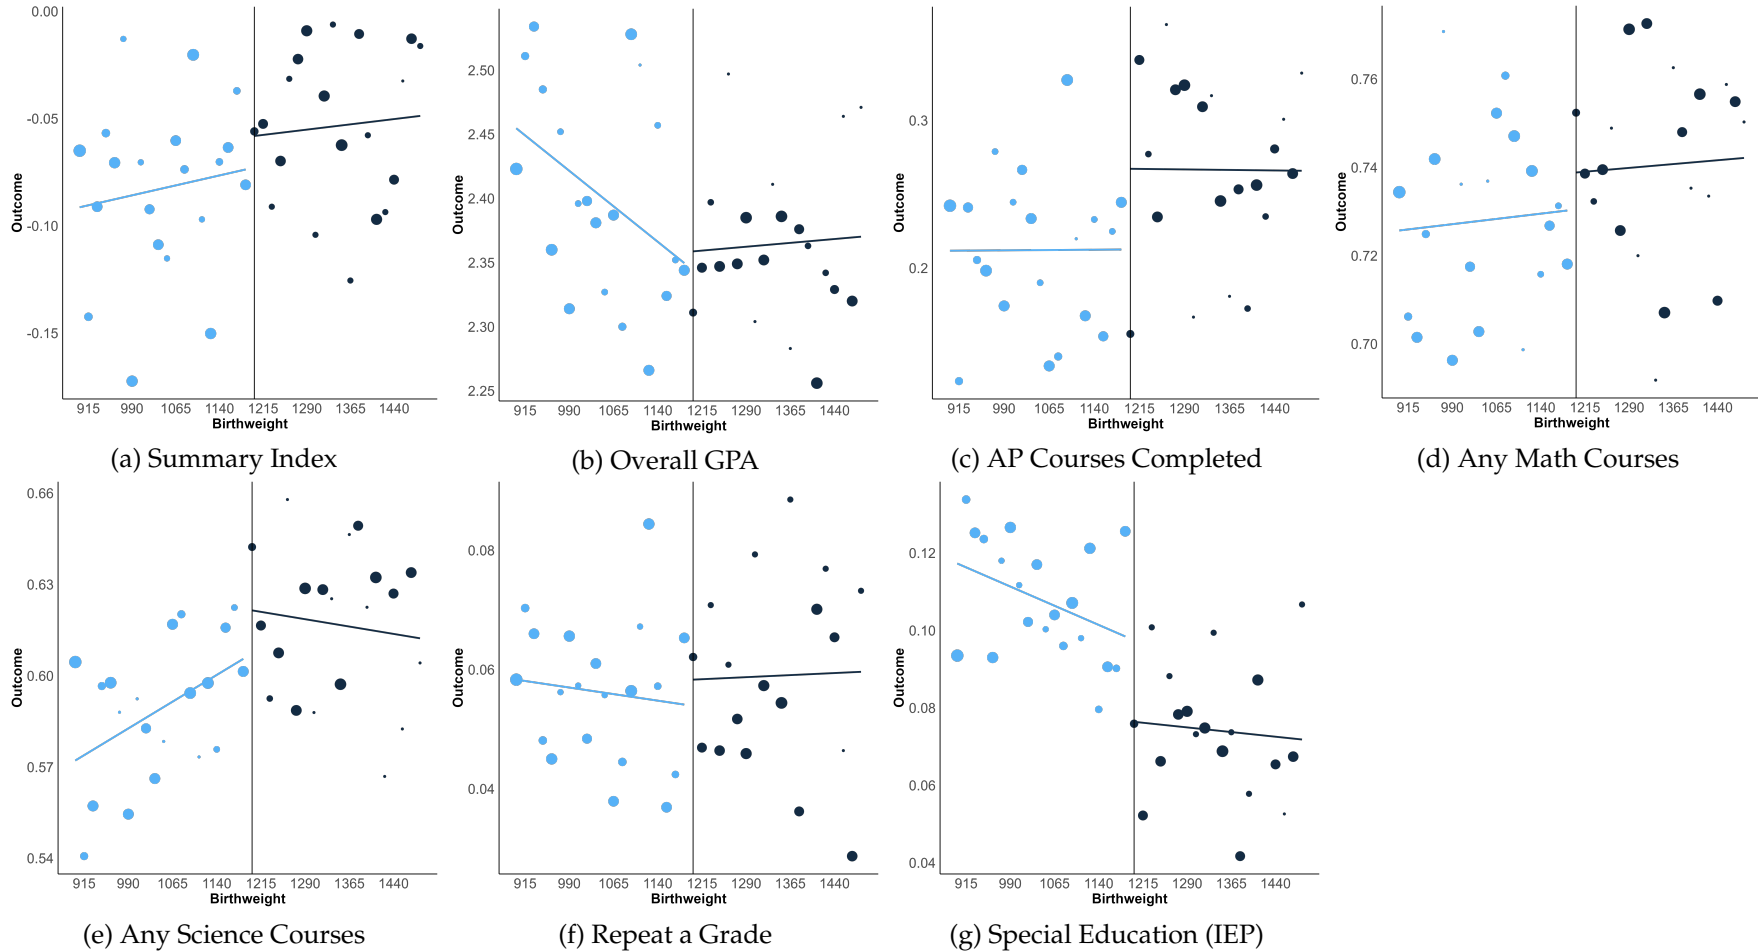 0.00
-0.05
-0.10
-0.15
Outcome
915 990 1065 1140 1215 1290 1365 1440
Birthweight
(a) Summary Index
2.50
2.45
2.40
2.35
2.30
2.25
Outcome
915 990 1065 1140 1215 1290 1365 1440
Birthweight
(b) Overall GPA
0.3
0.2
Outcome
915 990 1065 1140 1215 1290 1365 1440
Birthweight
(c) AP Courses Completed
0.76
0.74
0.72
0.70
Outcome
915 990 1065 1140 1215 1290 1365 1440
Birthweight
(d) Any Math Courses
0.66
0.63
0.60
0.57
0.54
Outcome
915 990 1065 1140 1215 1290 1365 1440
Birthweight
(e) Any Science Courses
0.08
0.06
0.04
Outcome
915 990 1065 1140 1215 1290 1365 1440
Birthweight
(f) Repeat a Grade
0.12
0.10
0.08
0.06
0.04
Outcome
915 990 1065 1140 1215 1290 1365 1440
Birthweight
(g) Special Education (IEP)